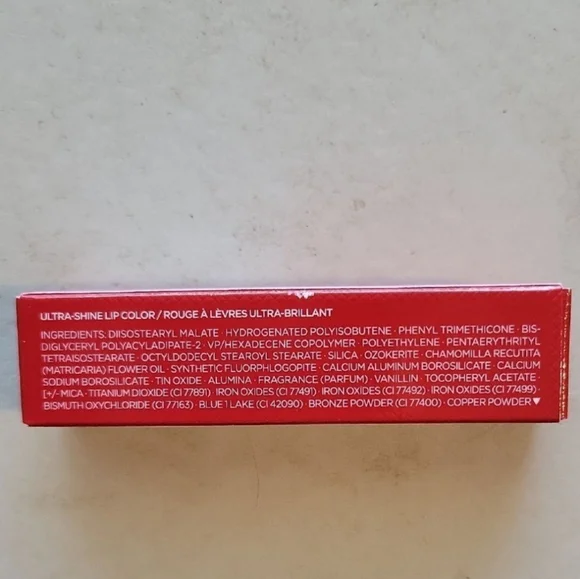 ULTRA-SHINE LIP COLOR / ROUGE À LÈVRES ULTRA-BRILLANT
INGREDIENTS: DIISOSTEARYL MALATE · HYDROGENATED POLYISOBUTENE · PHENYL TRIMETHICONE · BIS-
DIGLYCERYL POLYACYLADIPATE-2 · VP/HEXADECENE COPOLYMER · POLYETHYLENE · PENTAERYTHRITYL
TETRAISOSTEARATE · OCTYLDODECYL STEAROYL STEARATE · SILICA · OZOKERITE · CHAMOMILLA RECUTITA
(MATRICARIA) FLOWER OIL · SYNTHETIC FLUORPHLOGOPITE · CALCIUM ALUMINUM BOROSILICATE · CALCIUM
SODIUM BOROSILICATE · TIN OXIDE · ALUMINA · FRAGRANCE (PARFUM) · VANILLIN · TOCOPHERYL ACETATE ·
[+/- MICA · TITANIUM DIOXIDE (CI 77891) · IRON OXIDES (CI 77491) · IRON OXIDES (CI 77492) · IRON OXIDES (CI 77499) ·
BISMUTH OXYCHLORIDE (CI 77163) · BLUE 1 LAKE (CI 42090) · BRONZE POWDER (CI 77400) · COPPER POWDER ▼